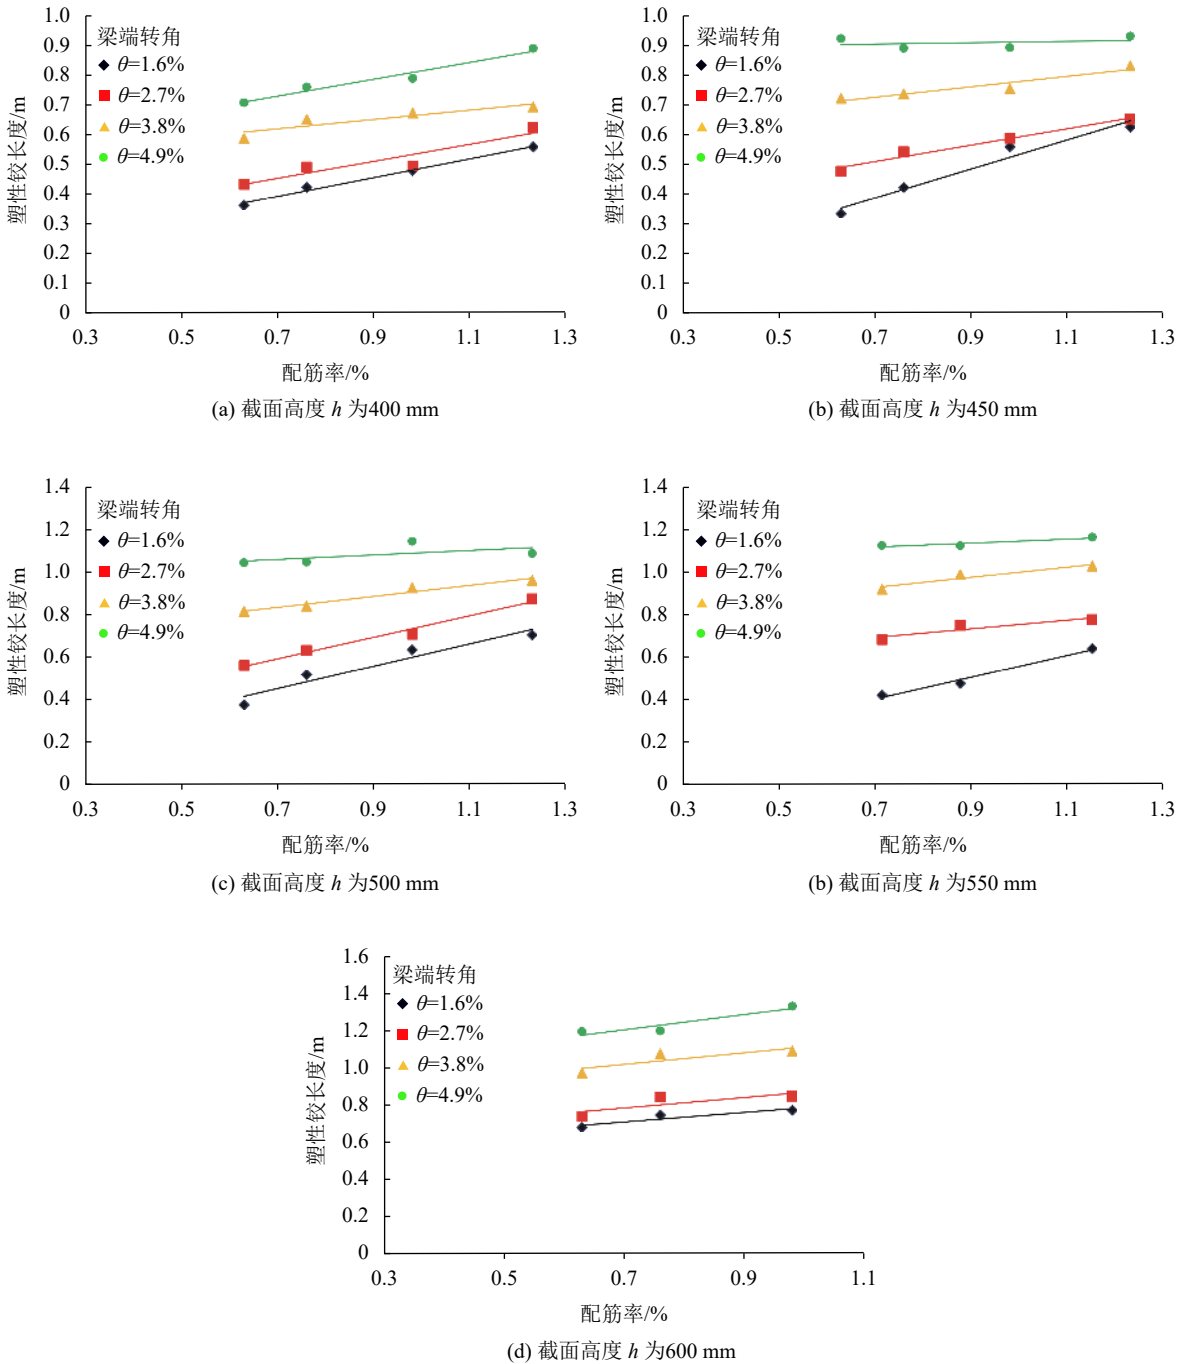 塑性铰长度/m
1.0
0.9
0.8
0.7
0.6
0.5
0.4
0.3
0.2
0.1
0
梁端转角
θ=1.6%
θ=2.7%
θ=3.8%
θ=4.9%
0.3 0.5 0.7 0.9 1.1 1.3
配筋率/%
(a) 截面高度 h 为400 mm
塑性铰长度/m
1.0
0.9
0.8
0.7
0.6
0.5
0.4
0.3
0.2
0.1
0
梁端转角
θ=1.6%
θ=2.7%
θ=3.8%
θ=4.9%
0.3 0.5 0.7 0.9 1.1 1.3
配筋率/%
(b) 截面高度 h 为450 mm
塑性铰长度/m
1.4
1.2
1.0
0.8
0.6
0.4
0.2
0
梁端转角
θ=1.6%
θ=2.7%
θ=3.8%
θ=4.9%
0.3 0.5 0.7 0.9 1.1 1.3
配筋率/%
(c) 截面高度 h 为500 mm
塑性铰长度/m
1.4
1.2
1.0
0.8
0.6
0.4
0.2
0
梁端转角
θ=1.6%
θ=2.7%
θ=3.8%
θ=4.9%
0.3 0.5 0.7 0.9 1.1 1.3
配筋率/%
(b) 截面高度 h 为550 mm
塑性铰长度/m
1.6
1.4
1.2
1.0
0.8
0.6
0.4
0.2
0
梁端转角
θ=1.6%
θ=2.7%
θ=3.8%
θ=4.9%
0.3 0.5 0.7 0.9 1.1
配筋率/%
(d) 截面高度 h 为600 mm